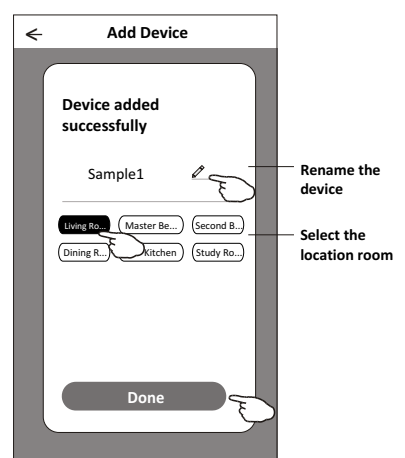 Add Device
Device added
successfully
Sample1
Rename the
device
Living Ro...
Master Be...
Second B...
Select the
location room
Dining R...
Kitchen
Study Ro...
Done